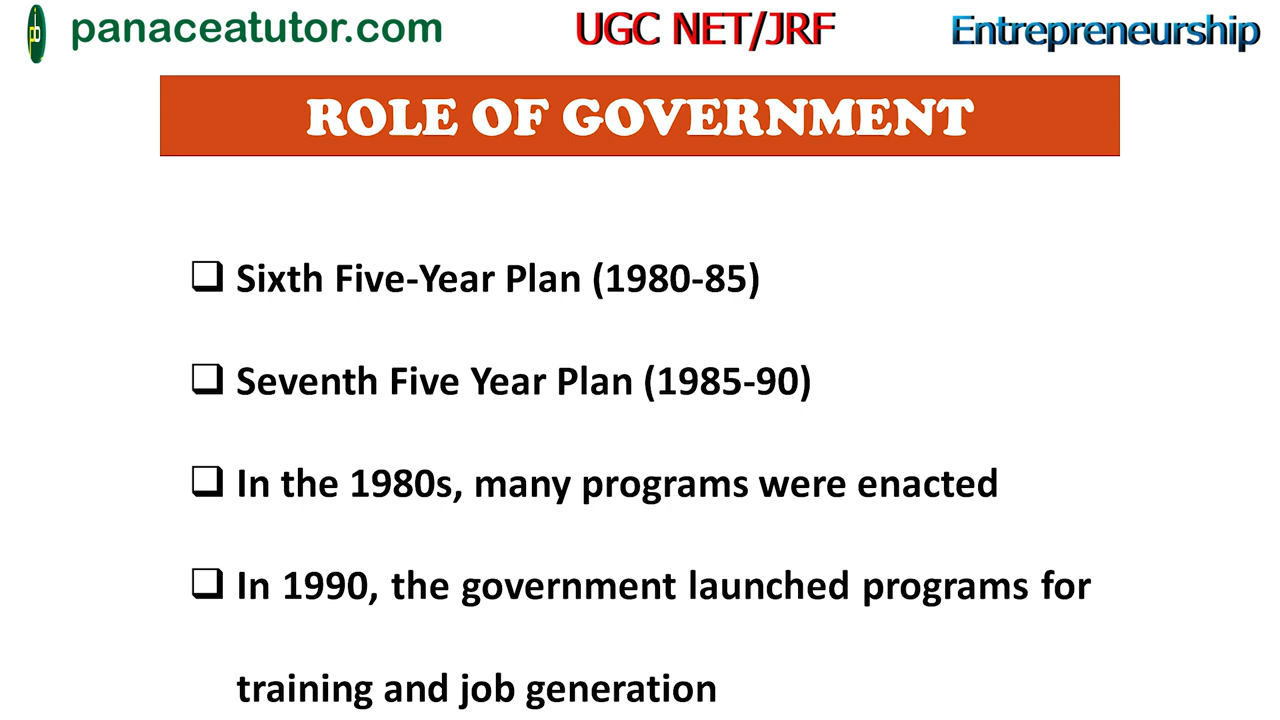 panaceatutor.com
UGC NET/JRF
Entrepreneurship
ROLE OF GOVERNMENT
Sixth Five-Year Plan (1980-85)
Seventh Five Year Plan (1985-90)
In the 1980s, many programs were enacted
In 1990, the government launched programs for
training and job generation